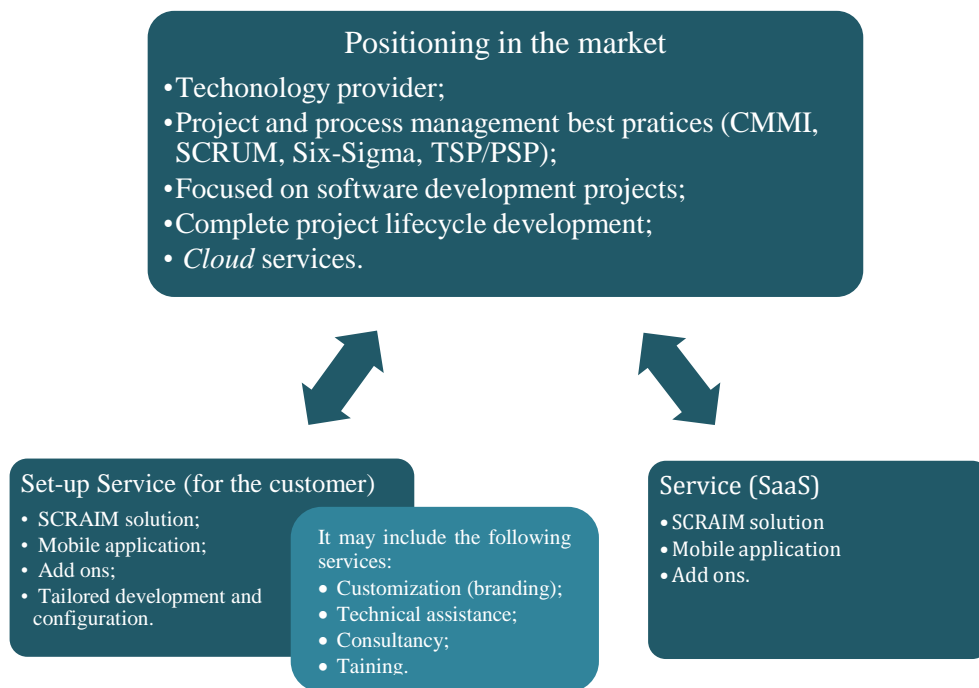 Positioning in the market
•Techonology provider;
•Project and process management best pratices (CMMI,
SCRUM, Six-Sigma, TSP/PSP);
•Focused on software development projects;
•Complete project lifecycle development;
• Cloud services.
Set-up Service (for the customer)
• SCRAIM solution;
• Mobile application;
• Add ons;
• Tailored development and
configuration.
It may include the following
services:
• Customization (branding);
• Technical assistance;
• Consultancy;
• Taining.
Service (SaaS)
• SCRAIM solution
• Mobile application
• Add ons.